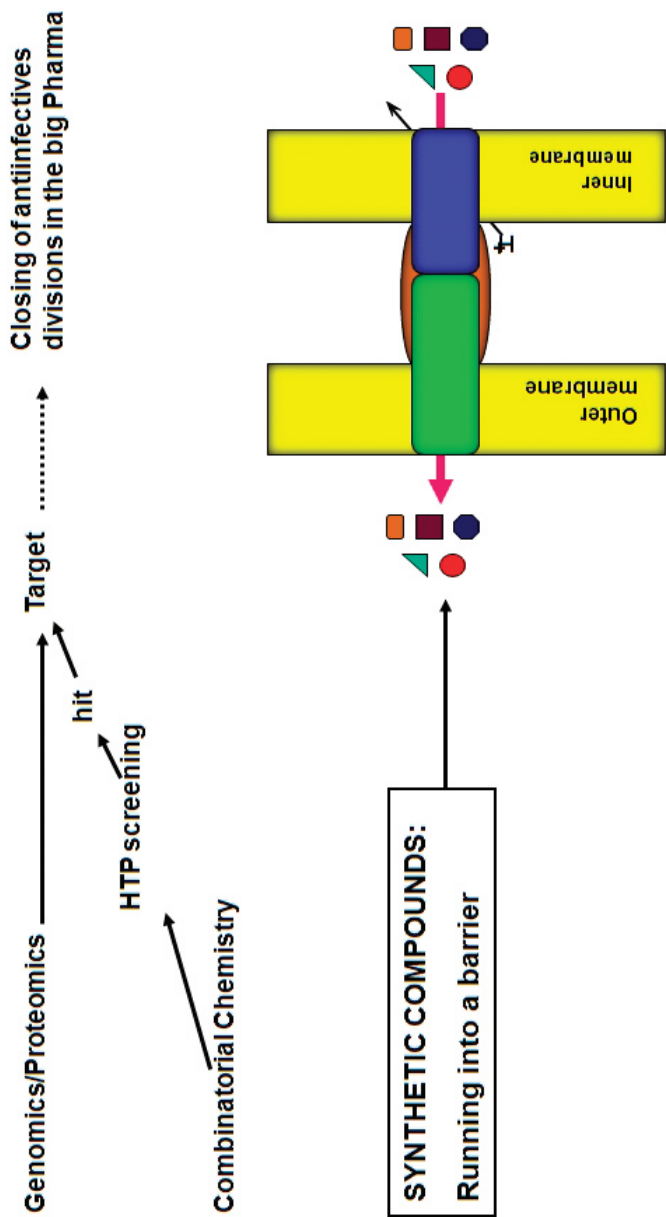 Genomics/Proteomics
Target
Closing of antiinfectives
divisions in the big Pharma
hit
HTP screening
Combinatorial Chemistry
SYNTHETIC COMPOUNDS:
Running into a barrier
Outer
membrane
Inner
membrane
H